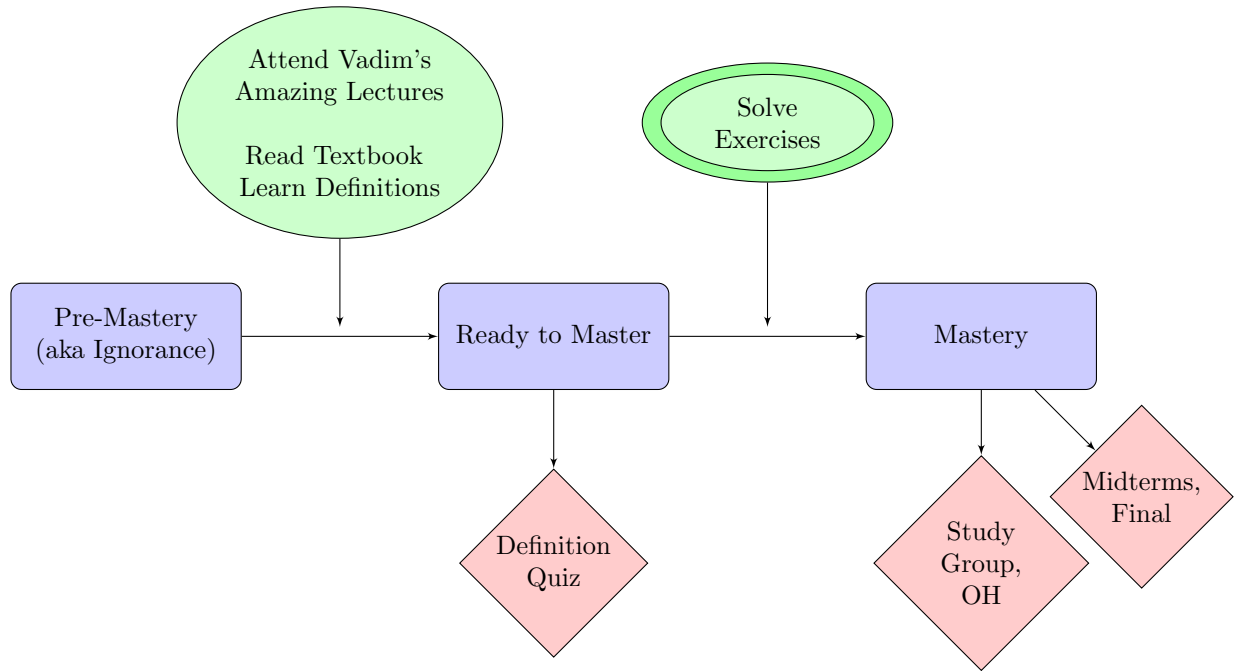 Attend Vadim's
Amazing Lectures
Read Textbook
Learn Definitions
Solve
Exercises
Pre-Mastery
(aka Ignorance)
Ready to Master
Mastery
Definition
Quiz
Study
Group,
OH
Midterms,
Final